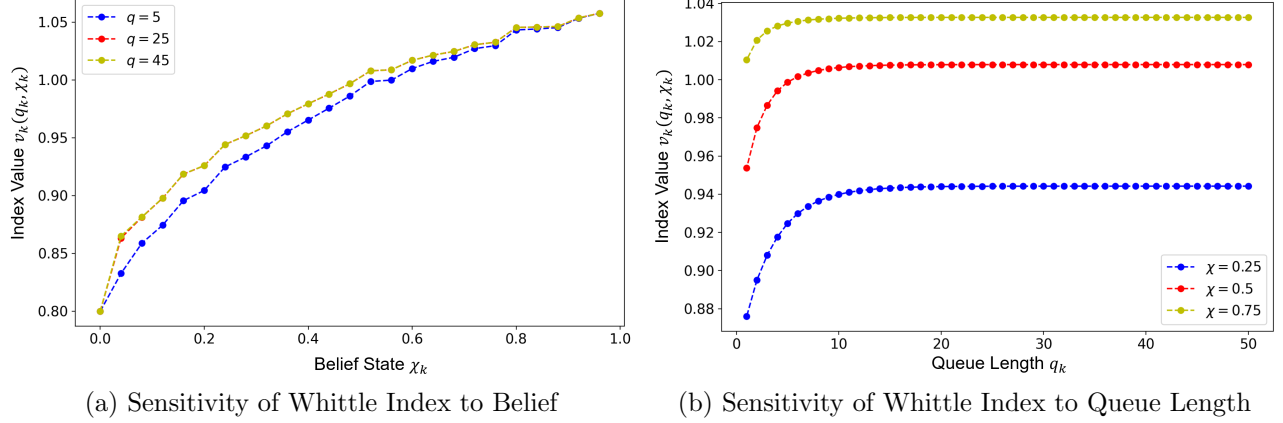 Index Value v_k(q_k, χ_k)
1.05
1.00
0.95
0.90
0.85
0.80
q = 5
q = 25
q = 45
0.0 0.2 0.4 0.6 0.8 1.0
Belief State χ_k
(a) Sensitivity of Whittle Index to Belief
Index Value v_k(q_k, χ_k)
1.04
1.02
1.00
0.98
0.96
0.94
0.92
0.90
0.88
χ = 0.25
χ = 0.5
χ = 0.75
0 10 20 30 40 50
Queue Length q_k
(b) Sensitivity of Whittle Index to Queue Length